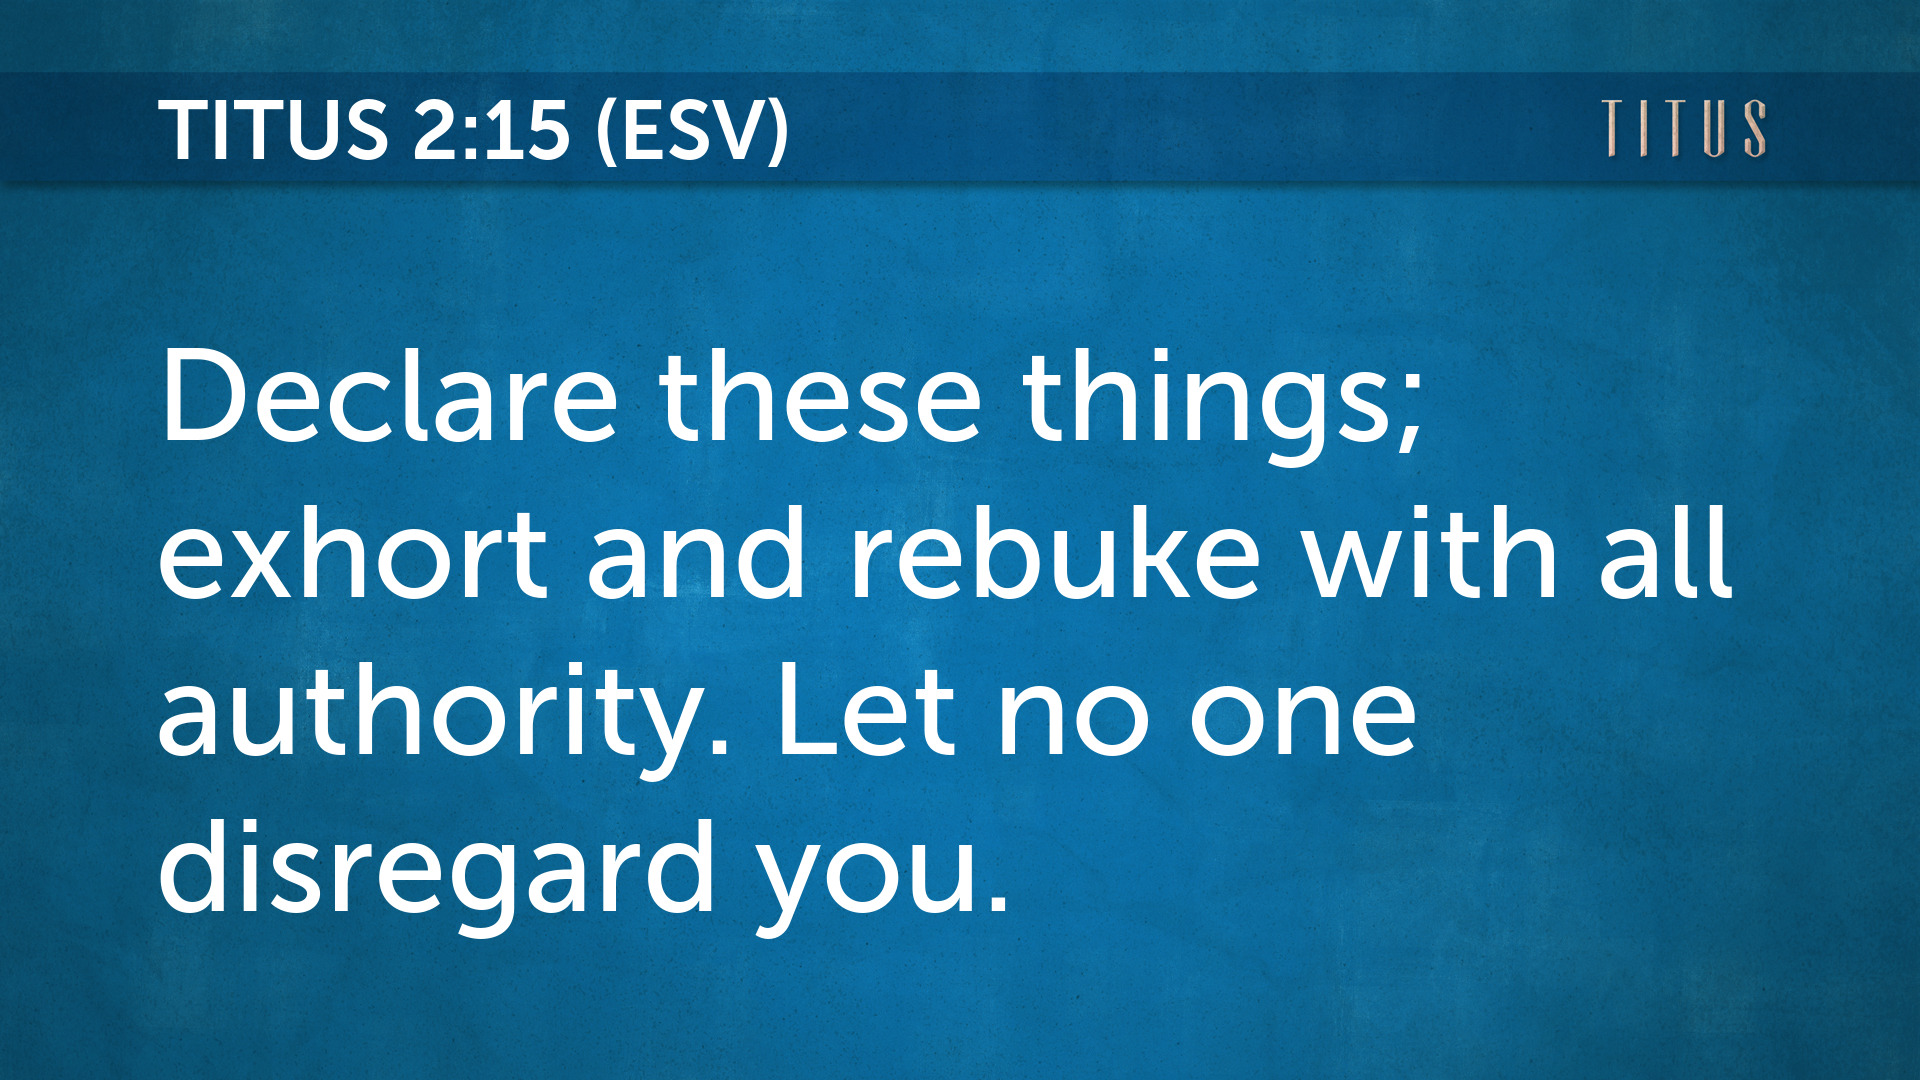 TITUS 2:15 (ESV)
TITUS
Declare these things;
exhort and rebuke with all
authority. Let no one
disregard you.